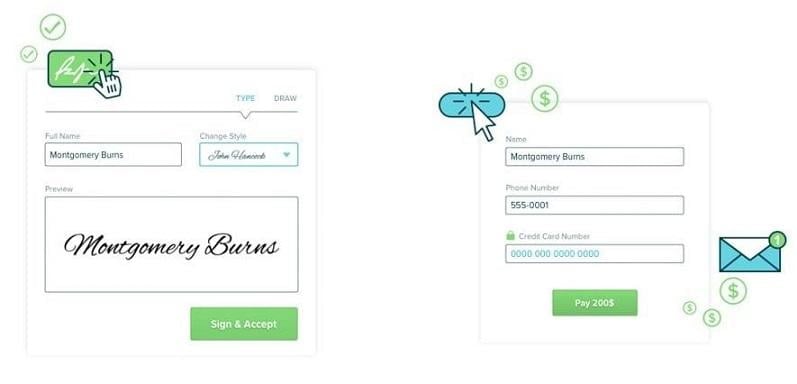 TYPE DRAW
Full Name
Change Style
Montgomery Burns
John Hancock
Preview
Montgomery Burns
Sign & Accept
$
$
$
Name
Montgomery Burns
Phone Number
555-0001
Credit Card Number
0000 000 0000 0000
Pay 200$
1
$
$
$